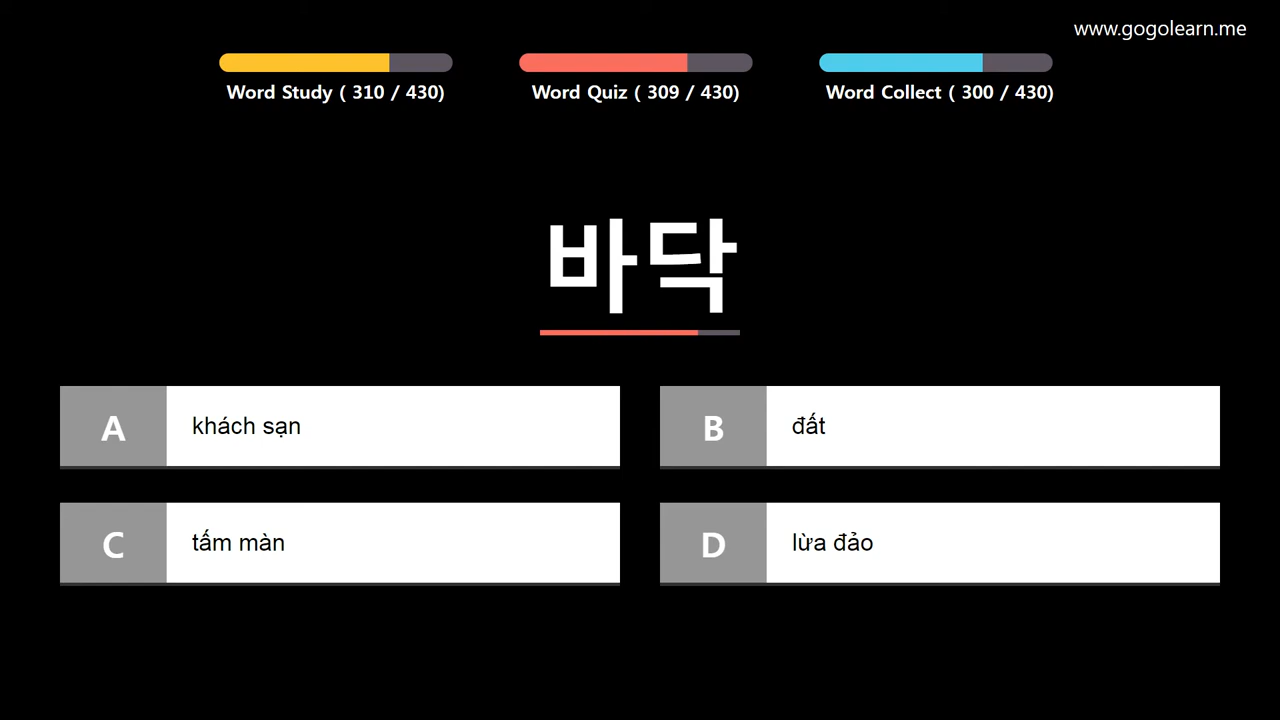 www.gogolearn.me
Word Study ( 310 / 430)
Word Quiz ( 309 / 430)
Word Collect ( 300 / 430)
바닥
A khách sạn
B đất
C tấm màn
D lừa đảo